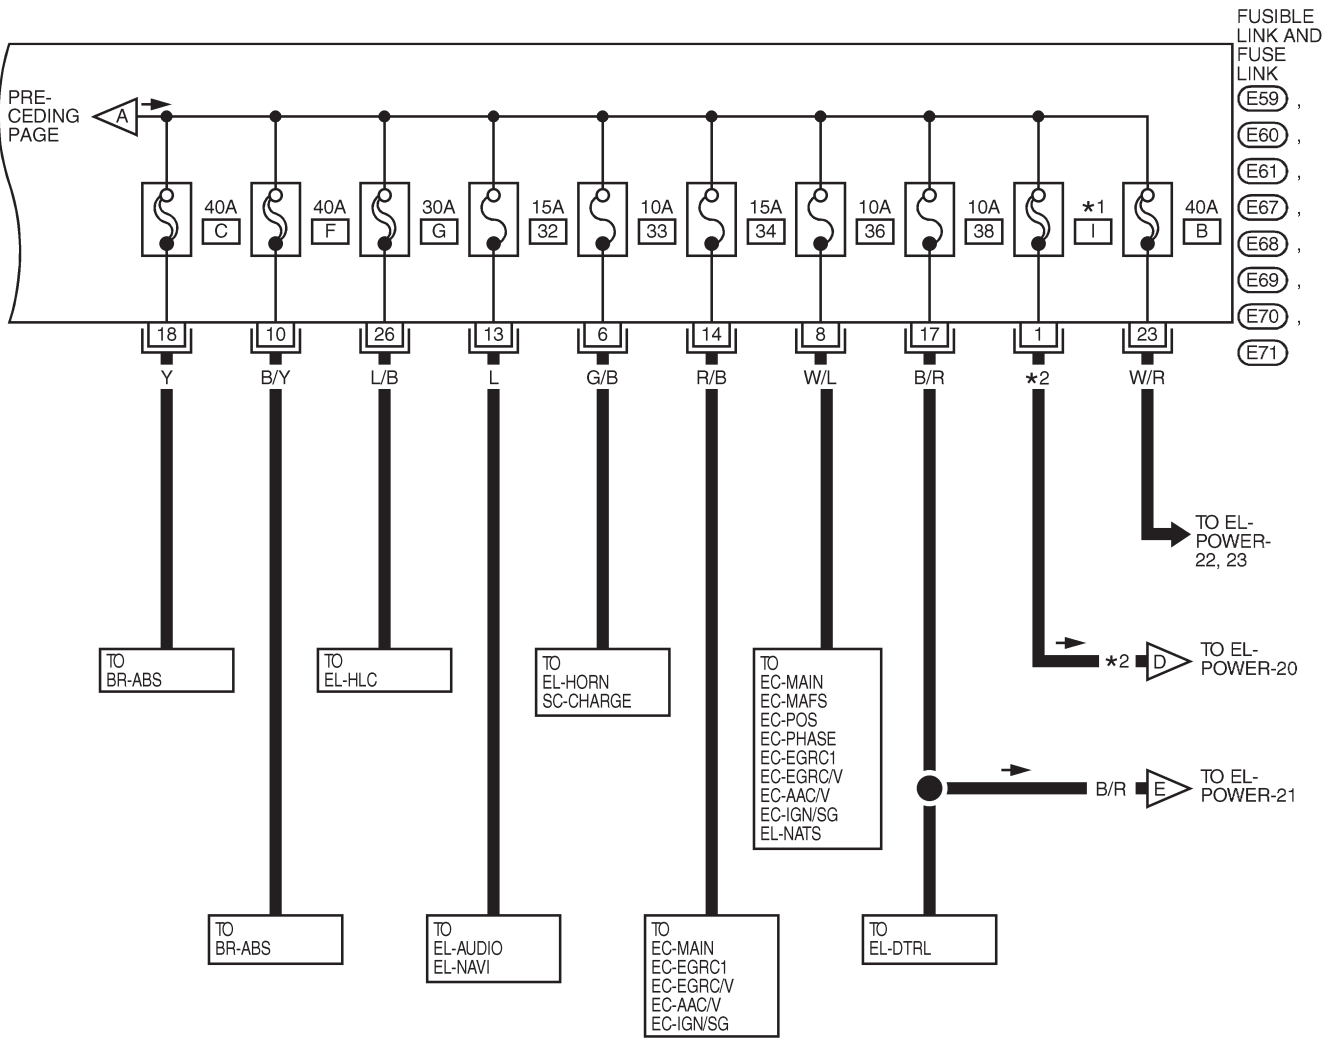 FUSIBLE
LINK AND
FUSE
LINK
E59 ,
E60 ,
E61 ,
E67 ,
E68 ,
E69 ,
E70 ,
E71
PRE-
CEDING
PAGE
A
40A
C
40A
F
30A
G
15A
32
10A
33
15A
34
10A
36
10A
38
*1
I
40A
B
18
10
26
13
6
14
8
17
1
23
Y
B/Y
L/B
L
G/B
R/B
W/L
B/R
*2
W/R
TO EL-
POWER-
22, 23
*2
D
TO EL-
POWER-20
B/R
E
TO EL-
POWER-21
TO
BR-ABS
TO
EL-HLC
TO
EL-HORN
SC-CHARGE
TO
EC-MAIN
EC-MAFS
EC-POS
EC-PHASE
EC-EGRC1
EC-EGRC/V
EC-AAC/V
EC-IGN/SG
EL-NATS
TO
BR-ABS
TO
EL-AUDIO
EL-NAVI
TO
EC-MAIN
EC-EGRC1
EC-EGRC/V
EC-AAC/V
EC-IGN/SG
TO
EL-DTRL